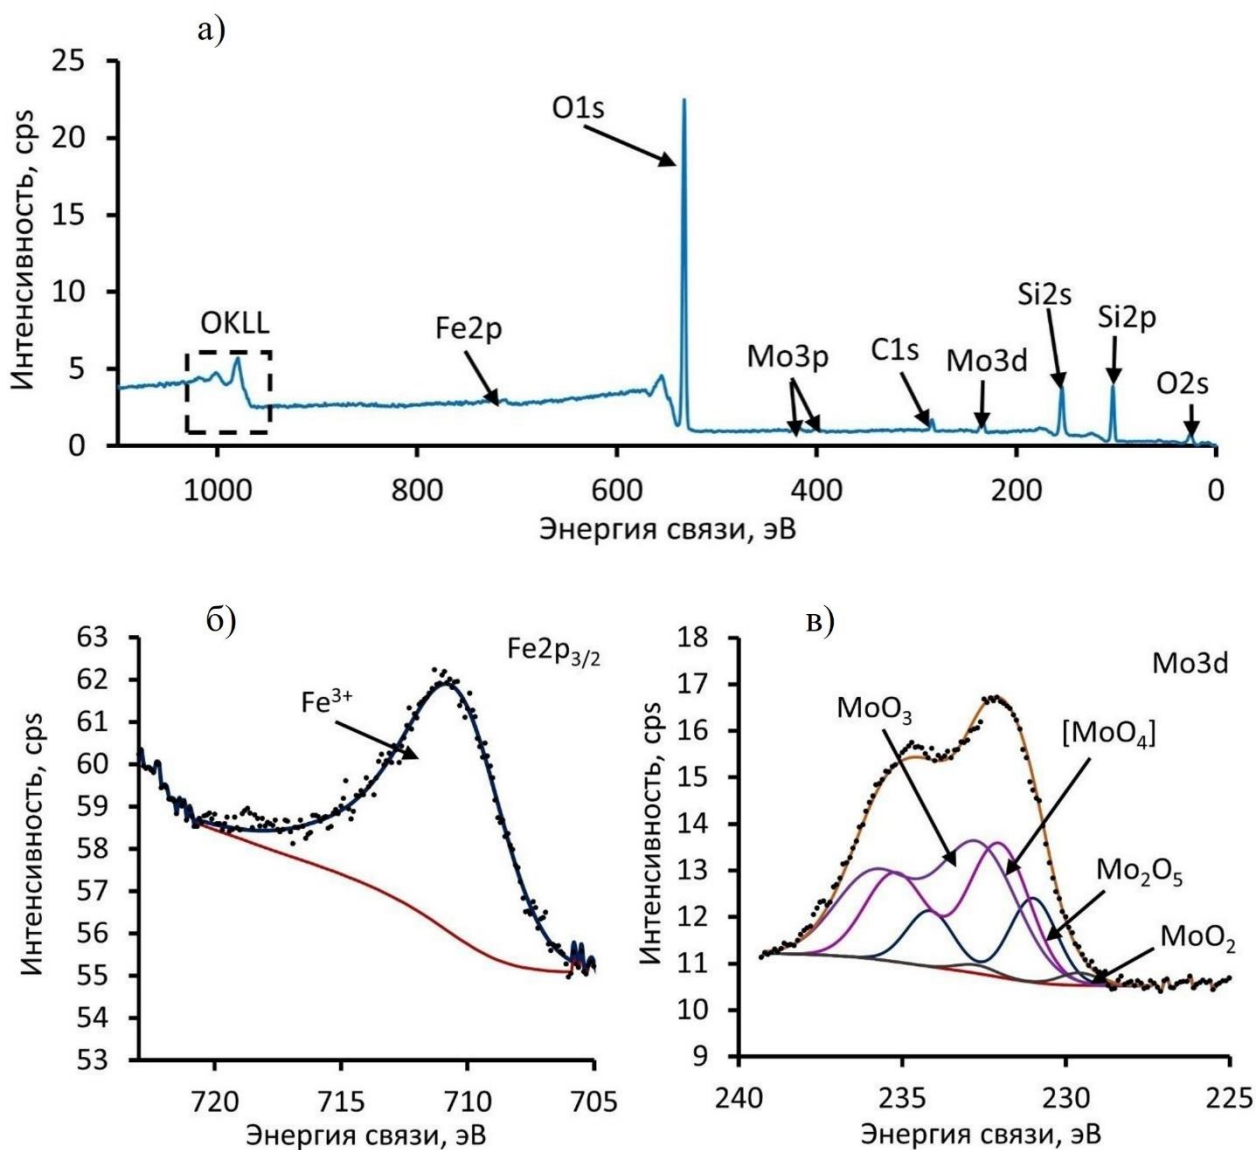 а)
25
20
15
10
5
0
Интенсивность, cps
O1s
OKLL
Fe2p
Mo3p
C1s
Mo3d
Si2s
Si2p
O2s
1000 800 600 400 200 0
Энергия связи, эВ
б)
63
62
61
60
59
58
57
56
55
54
53
Интенсивность, cps
Fe2p3/2
Fe³⁺
720 715 710 705
Энергия связи, эВ
в)
18
17
16
15
14
13
12
11
10
9
Интенсивность, cps
Mo3d
MoO₃
[MoO₄]
Mo₂O₅
MoO₂
240 235 230 225
Энергия связи, эВ